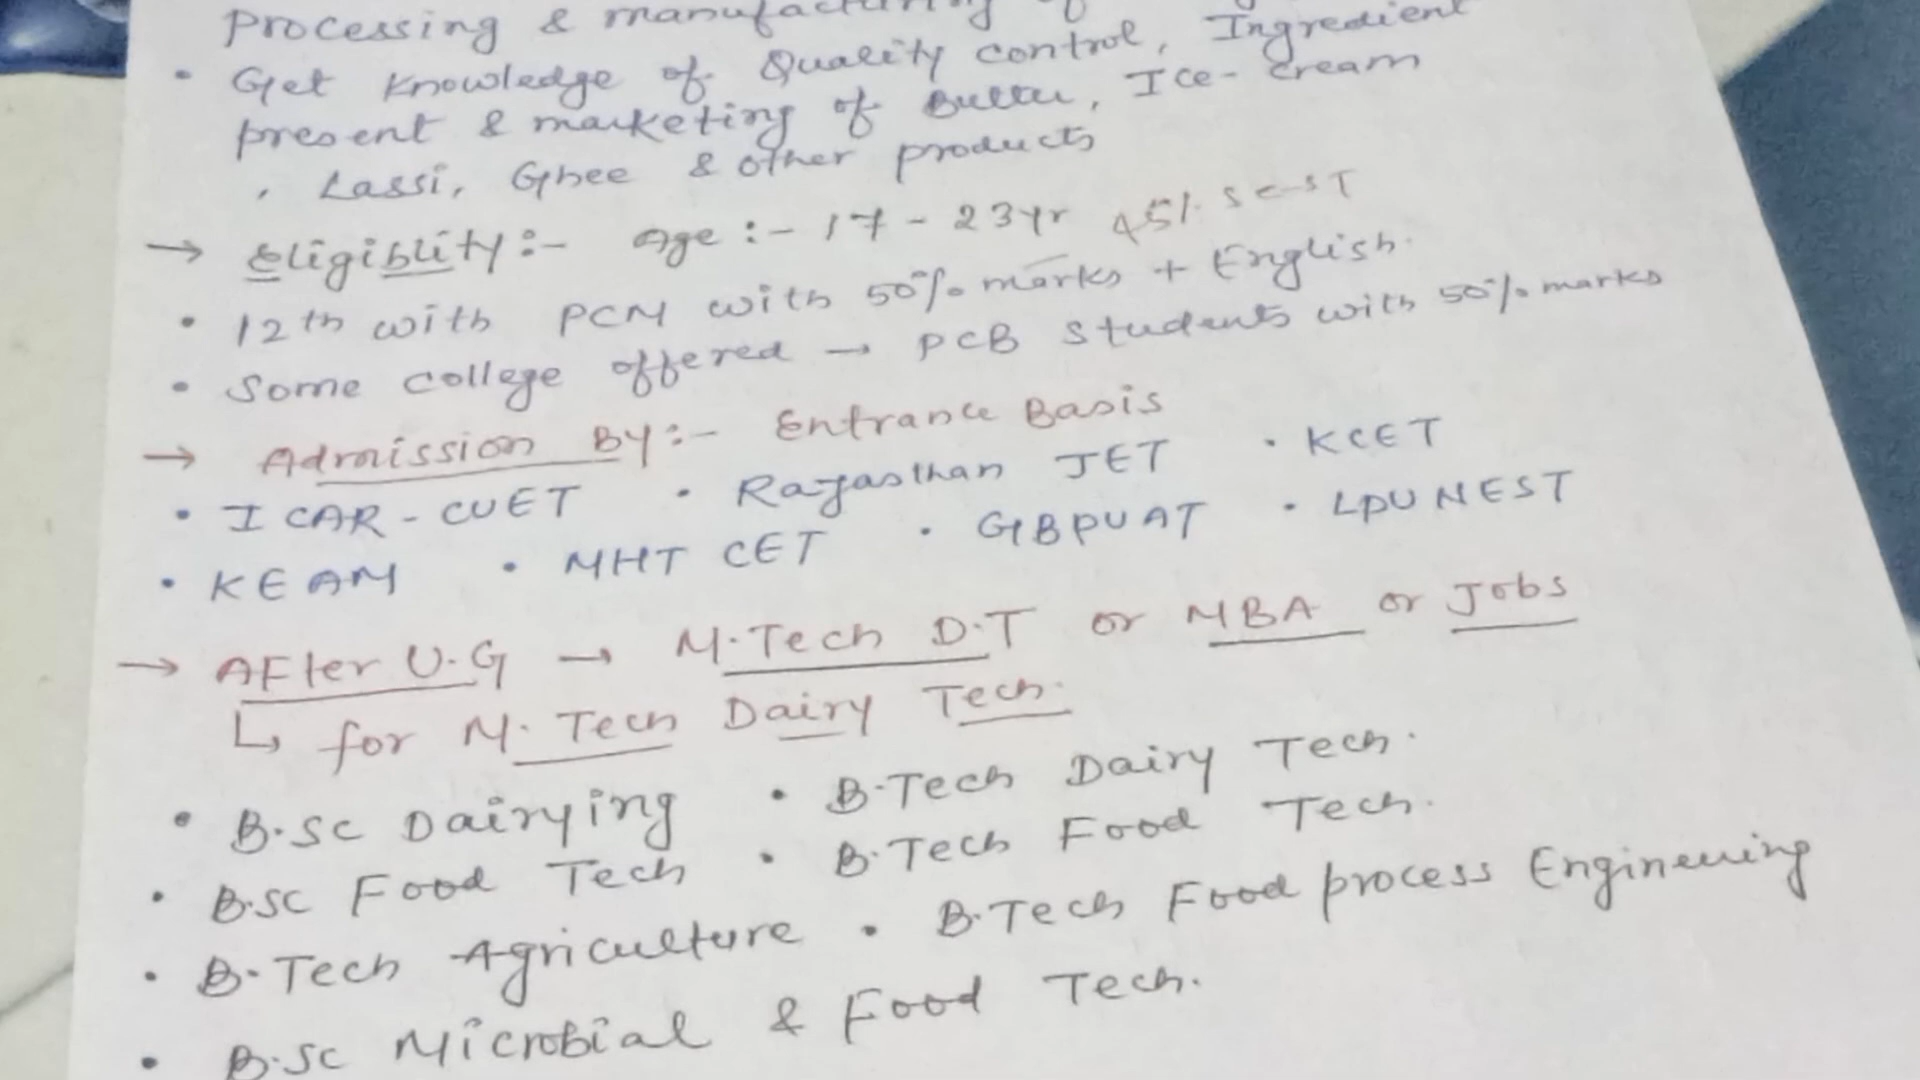 Processing & manufacturing of
• Get Knowledge of Quality control, Ingredient
present & marketing of Butter, Ice-cream
, Lassi, Ghee & other products
→ Eligiblity :- Age :- 17 - 23yr 45% SC-ST
• 12th with PCM with 50% marks + English.
• Some college offered → PCB students with 50% marks
→ Admission By :- Entrance Basis
• ICAR - CUET • Rajasthan JET • KCET
• KEAM • MHT CET • GBPUAT • LPUNEST
→ After U.G → M.Tech D.T or MBA or Jobs
↳ for M. Tech Dairy Tech.
• B.Sc Dairying • B.Tech Dairy Tech.
• B.Sc Food Tech • B.Tech Food Tech.
• B.Tech Agriculture • B.Tech Food process Engineering
• B.Sc Microbial & Food Tech.